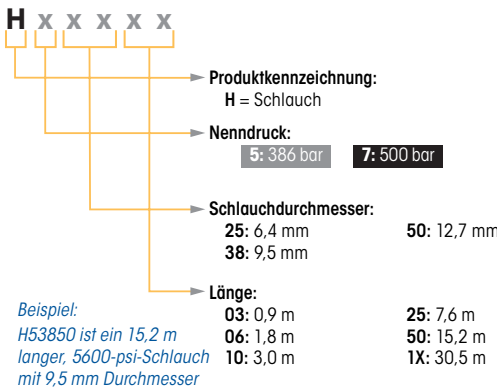 H x x x x x
Produktkennzeichnung:
H = Schlauch
Nenndruck:
5: 386 bar 7: 500 bar
Schlauchdurchmesser:
25: 6,4 mm 50: 12,7 mm
38: 9,5 mm
Länge:
03: 0,9 m 25: 7,6 m
06: 1,8 m 50: 15,2 m
10: 3,0 m 1X: 30,5 m
Beispiel:
H53850 ist ein 15,2 m
langer, 5600-psi-Schlauch
mit 9,5 mm Durchmesser